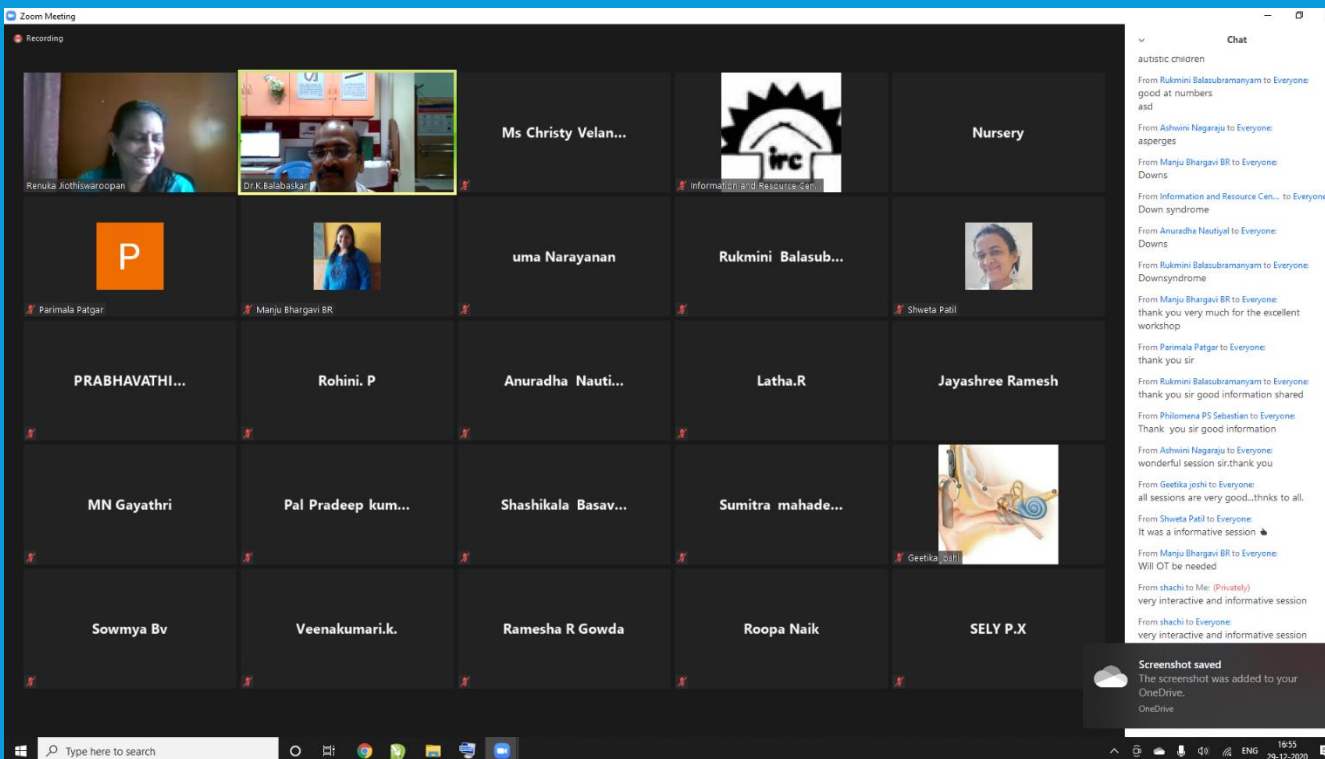 Zoom Meeting
Recording
Renuka Jiothiswaroopan
Dr.K.Balabaskar
Ms Christy Velan...
irc
Information and Resource Cen...
Nursery
P
Parimala Patgar
Manju Bhargavi BR
uma Narayanan
Rukmini Balasub...
Shweta Patil
PRABHAVATHI...
Rohini. P
Anuradha Nauti...
Latha.R
Jayashree Ramesh
MN Gayathri
Pal Pradeep kum...
Shashikala Basav...
Sumitra mahade...
Geetika joshi
Sowmya Bv
Veenakumari.k.
Ramesha R Gowda
Roopa Naik
SELY P.X
Chat
autistic children
From Rukmini Balasubramanyam to Everyone:
good at numbers
asd
From Ashwini Nagaraju to Everyone:
asperges
From Manju Bhargavi BR to Everyone:
Downs
From Information and Resource Cen... to Everyone
Down syndrome
From Anuradha Nautiyal to Everyone:
Downs
From Rukmini Balasubramanyam to Everyone:
Downsyndrome
From Manju Bhargavi BR to Everyone:
thank you very much for the excellent
workshop
From Parimala Patgar to Everyone:
thank you sir
From Rukmini Balasubramanyam to Everyone:
thank you sir good information shared
From Philomena PS Sebastian to Everyone:
Thank you sir good information
From Ashwini Nagaraju to Everyone:
wonderful session sir.thank you
From Geetika joshi to Everyone:
all sessions are very good...thnks to all.
From Shweta Patil to Everyone:
It was a informative session
From Manju Bhargavi BR to Everyone:
Will OT be needed
From shachi to Me: (Privately)
very interactive and informative session
From shachi to Everyone:
very interactive and informative session
Screenshot saved
The screenshot was added to your
OneDrive.
OneDrive
Type here to search
ENG
16:55
29-12-2020